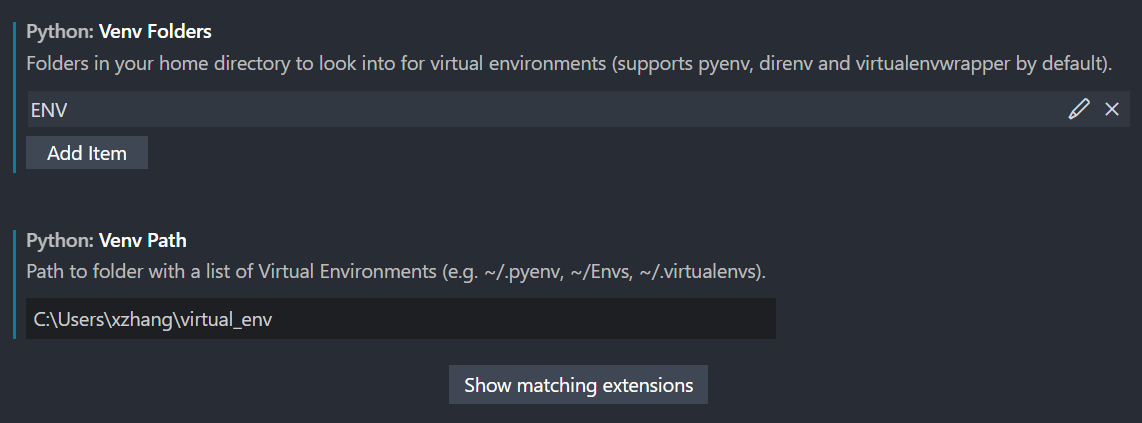 Python: Venv Folders
Folders in your home directory to look into for virtual environments (supports pyenv, direnv and virtualenvwrapper by default).
ENV
Add Item
Python: Venv Path
Path to folder with a list of Virtual Environments (e.g. ~/.pyenv, ~/Envs, ~/.virtualenvs).
C:\Users\xzhang\virtual_env
Show matching extensions